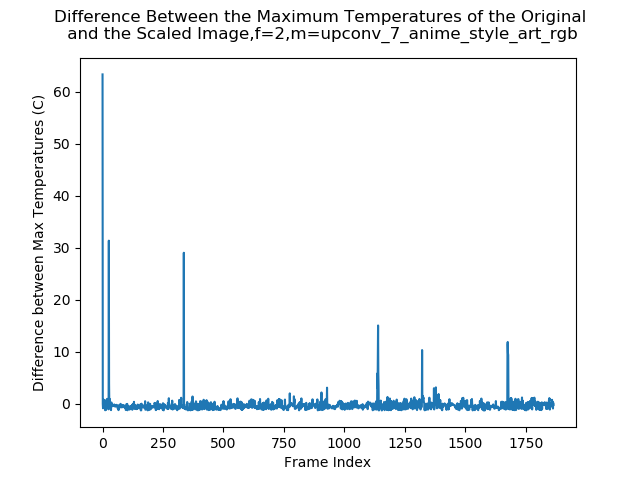 Difference Between the Maximum Temperatures of the Original
and the Scaled Image,f=2,m=upconv_7_anime_style_art_rgb
60
50
40
30
20
10
0
Difference between Max Temperatures (C)
0 250 500 750 1000 1250 1500 1750
Frame Index